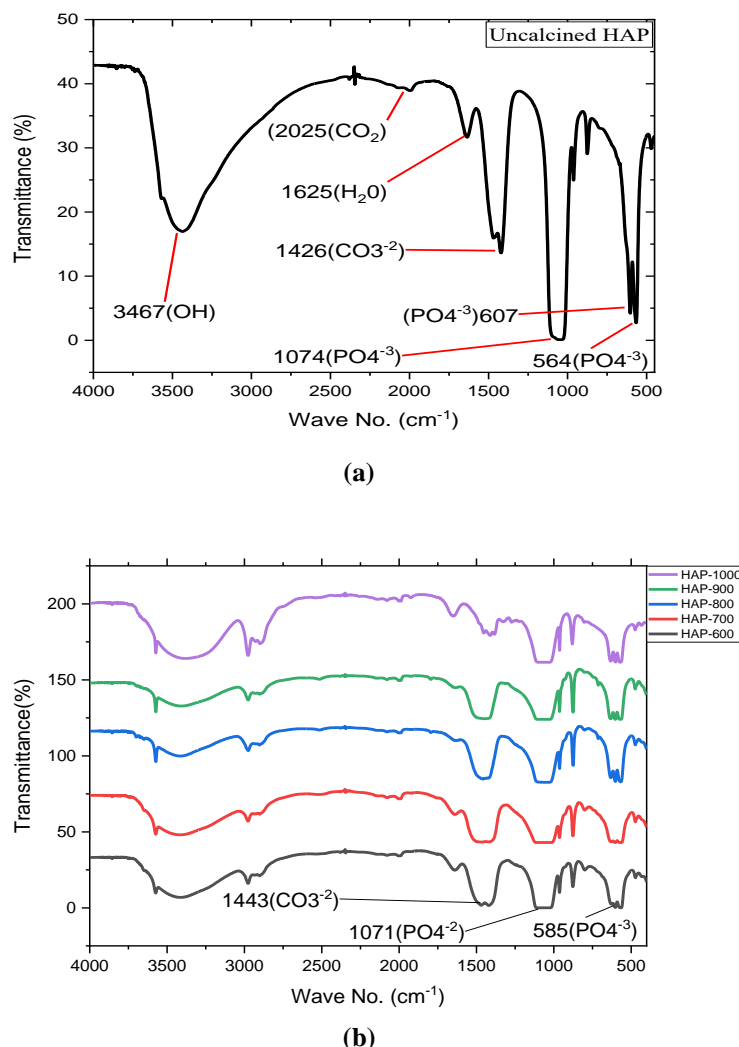 Uncalcined HAP
50
40
30
20
10
0
Transmittance (%)
(2025(CO₂)
1625(H₂0)
1426(CO3⁻²)
3467(OH)
(PO4⁻³)607
1074(PO4⁻³)
564(PO4⁻³)
4000 3500 3000 2500 2000 1500 1000 500
Wave No. (cm⁻¹)
(a)
HAP-1000
HAP-900
HAP-800
HAP-700
HAP-600
200
150
100
50
0
Transmittance(%)
1443(CO3⁻²)
1071(PO4⁻²)
585(PO4⁻³)
4000 3500 3000 2500 2000 1500 1000 500
Wave No. (cm⁻¹)
(b)